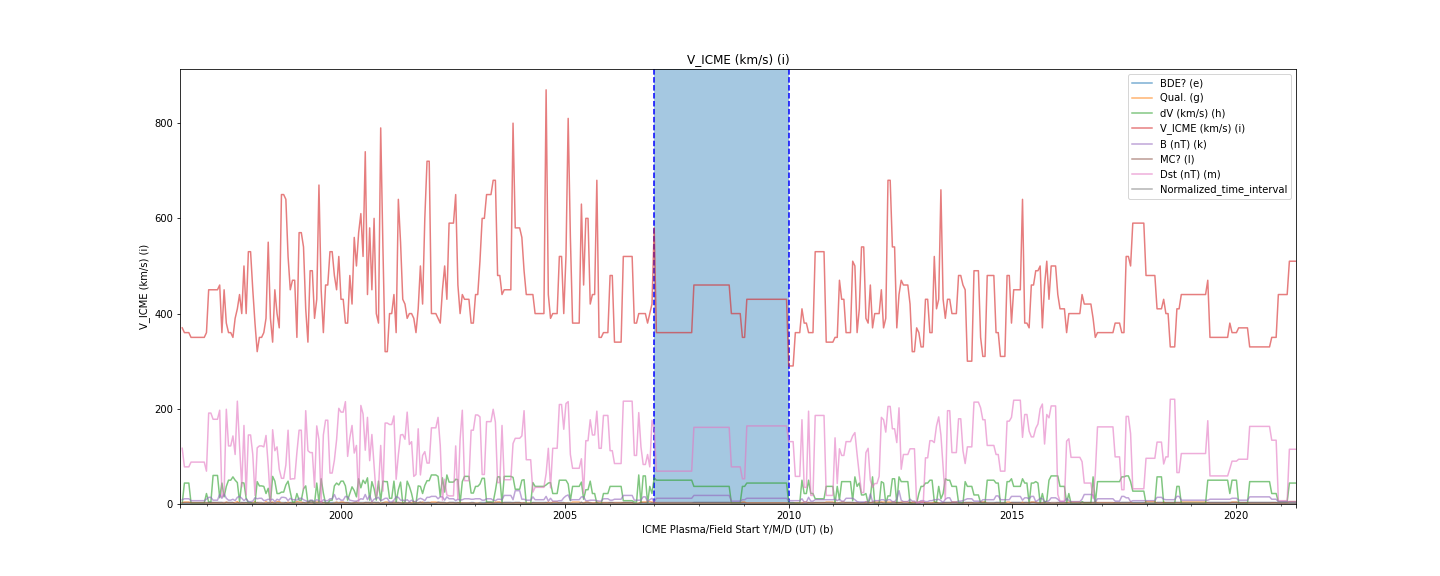 V_ICME (km/s) (i)
BDE? (e)
Qual. (g)
dV (km/s) (h)
V_ICME (km/s) (i)
B (nT) (k)
MC? (l)
Dst (nT) (m)
Normalized_time_interval
V_ICME (km/s) (i)
800
600
400
200
0
2000
2005
2010
2015
2020
ICME Plasma/Field Start Y/M/D (UT) (b)